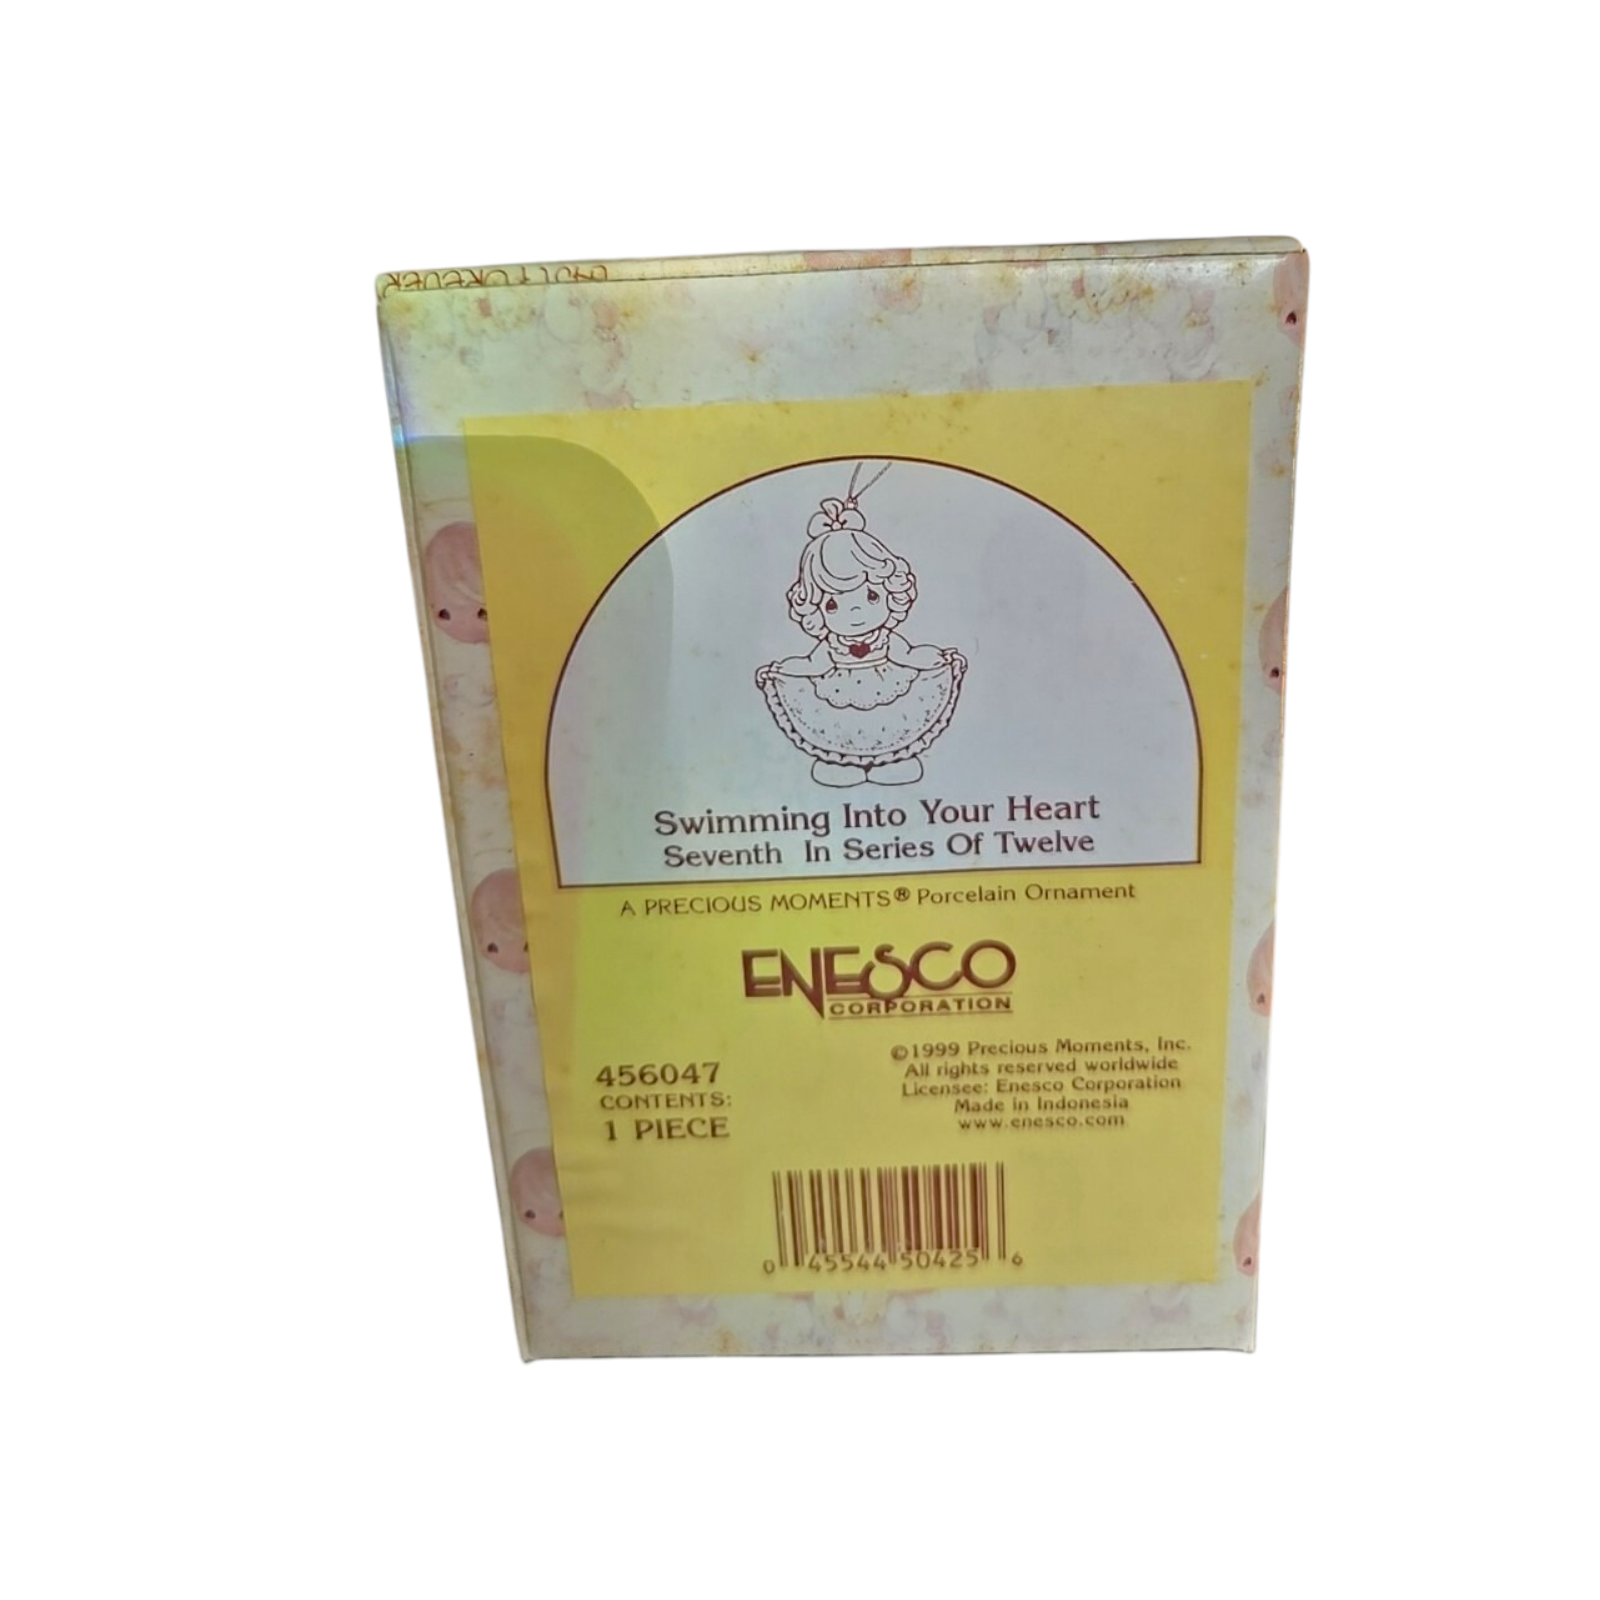 Swimming Into Your Heart
Seventh In Series Of Twelve
A PRECIOUS MOMENTS® Porcelain Ornament
ENESCO
CORPORATION
456047
CONTENTS:
1 PIECE
©1999 Precious Moments, Inc.
All rights reserved worldwide
Licensee: Enesco Corporation
Made in Indonesia
www.enesco.com
0 45544 50425 6